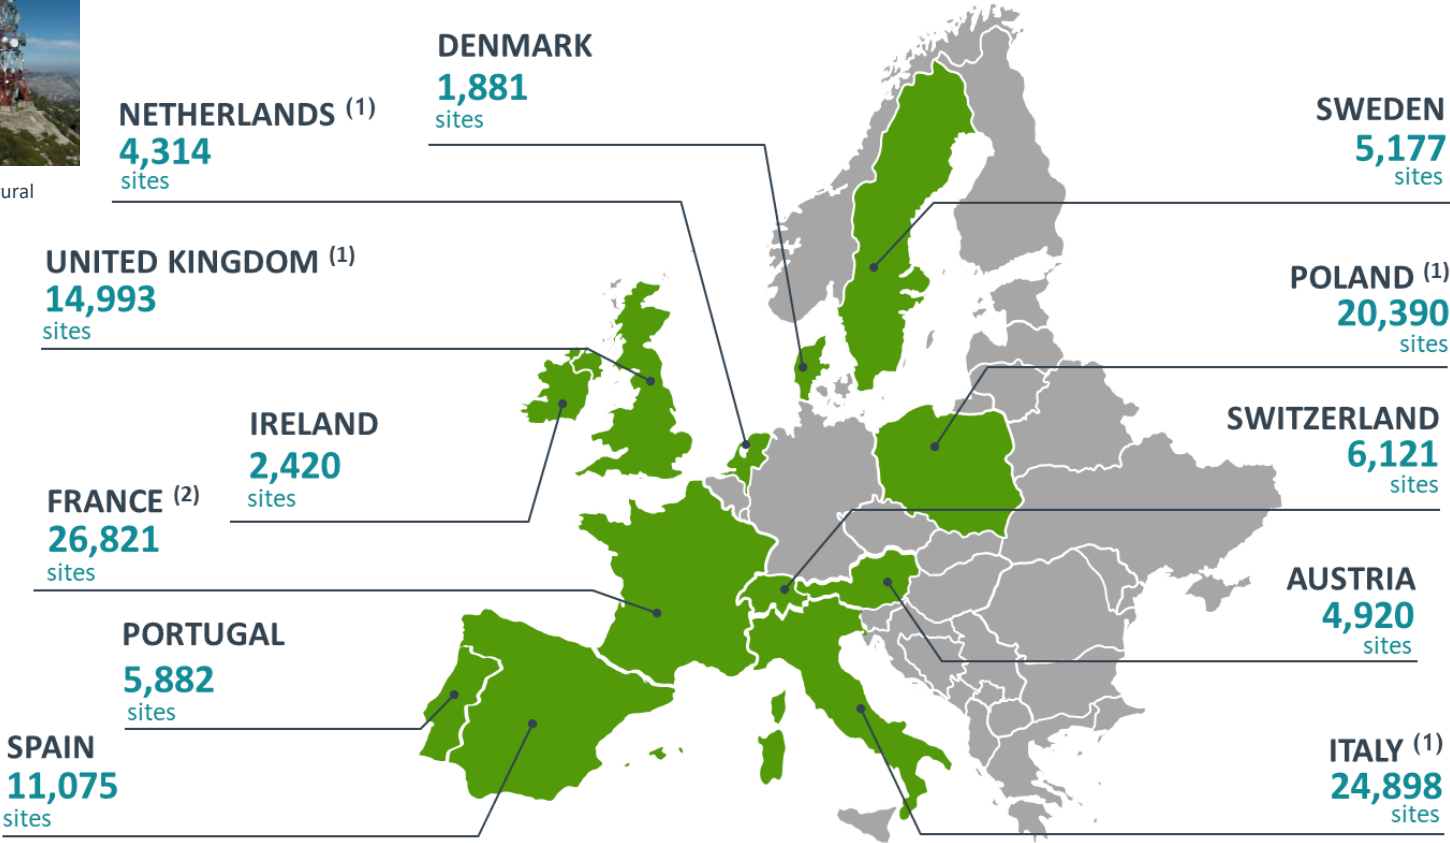 DENMARK
1,881
sites
NETHERLANDS (1)
4,314
sites
SWEDEN
5,177
sites
UNITED KINGDOM (1)
14,993
sites
POLAND (1)
20,390
sites
IRELAND
2,420
sites
SWITZERLAND
6,121
sites
FRANCE (2)
26,821
sites
AUSTRIA
4,920
sites
PORTUGAL
5,882
sites
SPAIN
11,075
sites
ITALY (1)
24,898
sites